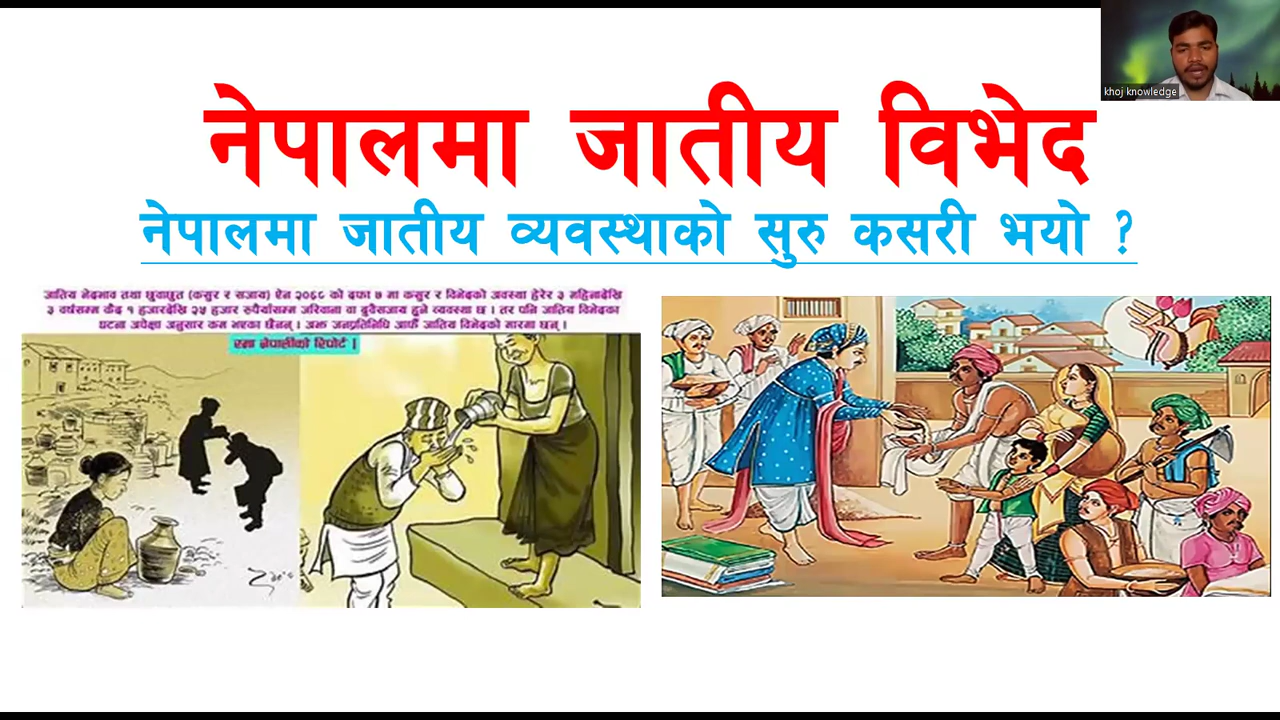 नेपालमा जातीय विभेद
नेपालमा जातीय व्यवस्थाको सुरु कसरी भयो ?
जातिय भेदभाव तथा छुवाछुत (कसुर र सजाय) ऐन २०६८ को दफा ७ मा कसुर र विभेदको अवस्था हेरेर ३ महिनादेखि
३ वर्षसम्म कैद १ हजारदेखि २५ हजार रुपैयाँसम्म जरिवाना वा दुवैसजाय हुने व्यवस्था छ । तर पनि जातिय विभेदका
घटना अपेक्षा अनुसार कम भएका छैनन् । अझ जनप्रतिनिधि आफैं जातिय विभेदको मारमा छन् ।
नेपालीको रिपोर्ट ।
khoj knowledge